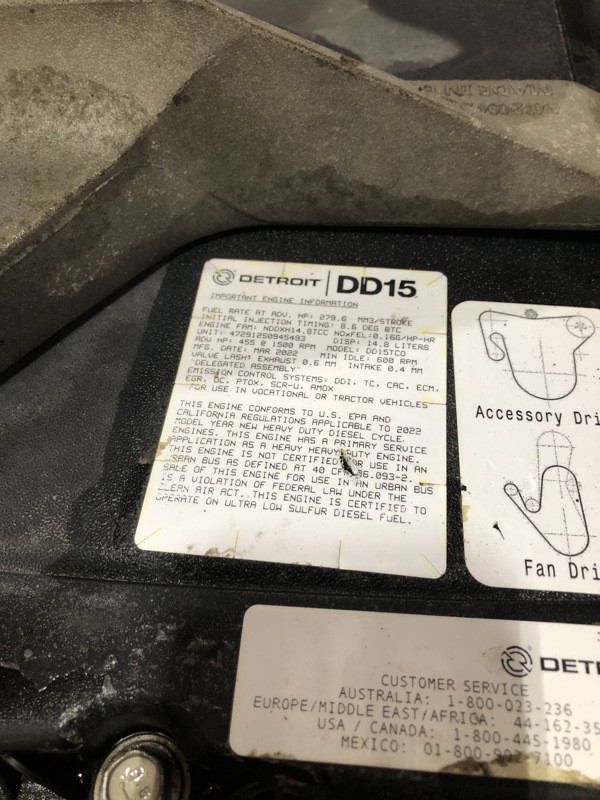 DETROIT DD15
IMPORTANT ENGINE INFORMATION
FUEL RATE AT ADV. HP: 279.6 MM3/STROKE
INITIAL INJECTION TIMING: 8.6 DEG BTC
ENGINE FAM: NDDXH14.8TCC NOxFEL:0.16G/HP-HR
UNIT: 472912S0945493 DISP: 14.8 LITERS
ADV HP: 455 @ 1500 RPM MODEL: DD15TCO
MFG. DATE: MAR 2022 MIN IDLE: 600 RPM
VALVE LASH: EXHAUST 0.6 MM INTAKE 0.4 MM
"DELEGATED ASSEMBLY"
EMISSION CONTROL SYSTEMS: DDI, TC, CAC, ECM,
EGR, OC, PTOX, SCR-U, AMOX
FOR USE IN VOCATIONAL OR TRACTOR VEHICLES
THIS ENGINE CONFORMS TO U.S. EPA AND
CALIFORNIA REGULATIONS APPLICABLE TO 2022
MODEL YEAR NEW HEAVY DUTY DIESEL CYCLE
ENGINES. THIS ENGINE HAS A PRIMARY SERVICE
APPLICATION AS A HEAVY HEAVY DUTY ENGINE.
THIS ENGINE IS NOT CERTIFIED FOR USE IN AN
URBAN BUS AS DEFINED AT 40 CFR 86.093-2.
SALE OF THIS ENGINE FOR USE IN AN URBAN BUS
IS A VIOLATION OF FEDERAL LAW UNDER THE
CLEAN AIR ACT. THIS ENGINE IS CERTIFIED TO
OPERATE ON ULTRA LOW SULFUR DIESEL FUEL.
Accessory Dri
Fan Dri
DETR
CUSTOMER SERVICE
AUSTRALIA: 1-800-023-236
EUROPE/MIDDLE EAST/AFRICA: 44-162-35
USA / CANADA: 1-800-445-1980
MEXICO: 01-800-902-7100